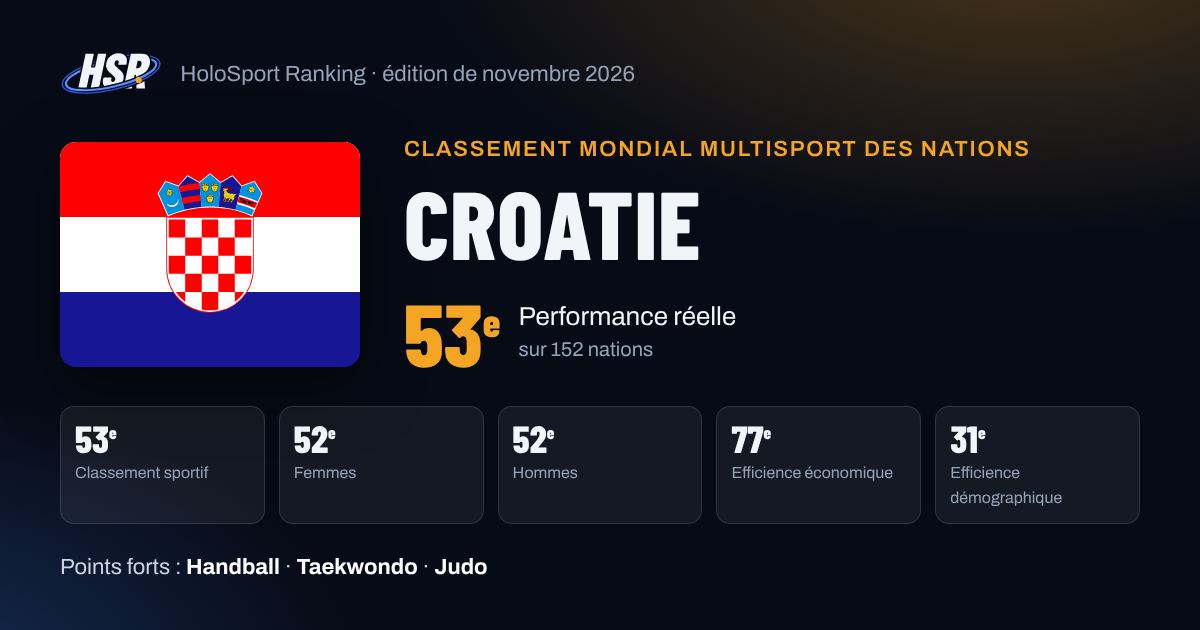 HSR
HoloSport Ranking · édition de novembre 2026
CLASSEMENT MONDIAL MULTISPORT DES NATIONS
CROATIE
53e
Performance réelle
sur 152 nations
53e
Classement sportif
52e
Femmes
52e
Hommes
77e
Efficience économique
31e
Efficience
démographique
Points forts : Handball · Taekwondo · Judo